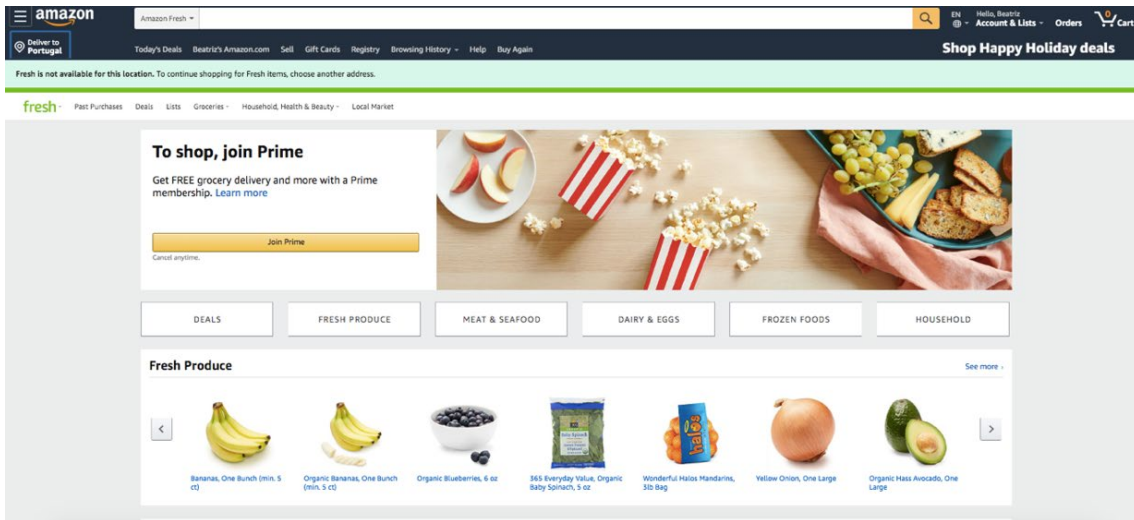 amazon
Amazon Fresh
EN
Hello, Beatriz
Account & Lists
Orders
0
Cart
Deliver to
Portugal
Today's Deals Beatriz's Amazon.com Sell Gift Cards Registry Browsing History Help Buy Again
Shop Happy Holiday deals
Fresh is not available for this location. To continue shopping for Fresh items, choose another address.
fresh Past Purchases Deals Lists Groceries Household, Health & Beauty Local Market
To shop, join Prime
Get FREE grocery delivery and more with a Prime
membership. Learn more
Join Prime
Cancel anytime.
DEALS FRESH PRODUCE MEAT & SEAFOOD DAIRY & EGGS FROZEN FOODS HOUSEHOLD
Fresh Produce
See more ›
halos
Bananas, One Bunch (min. 5
ct)
Organic Bananas, One Bunch
(min. 5 ct)
Organic Blueberries, 6 oz
365 Everyday Value, Organic
Baby Spinach, 5 oz
Wonderful Halos Mandarins,
3lb Bag
Yellow Onion, One Large
Organic Hass Avocado, One
Large